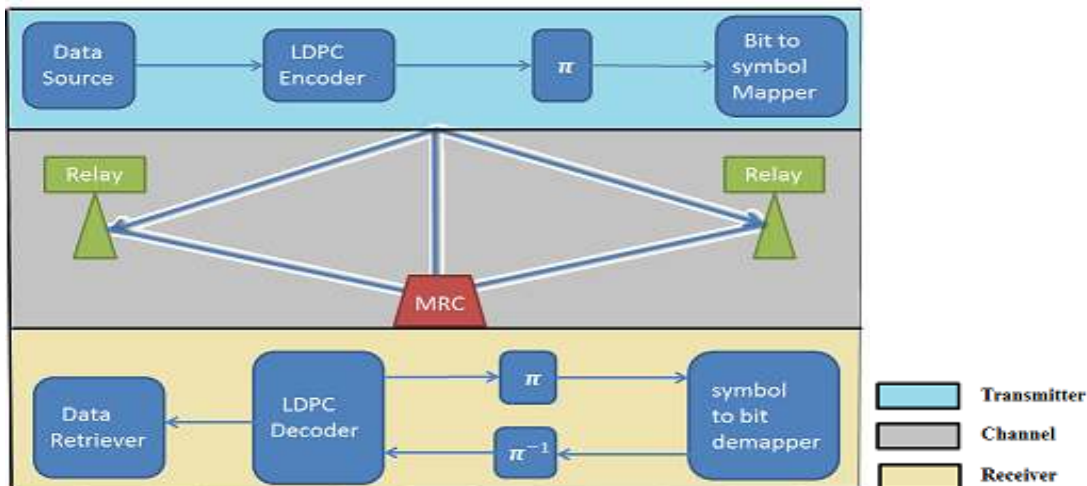 Data
Source
LDPC
Encoder
π
Bit to
symbol
Mapper
Relay
Relay
MRC
Data
Retriever
LDPC
Decoder
π
π⁻¹
symbol
to bit
demapper
Transmitter
Channel
Receiver